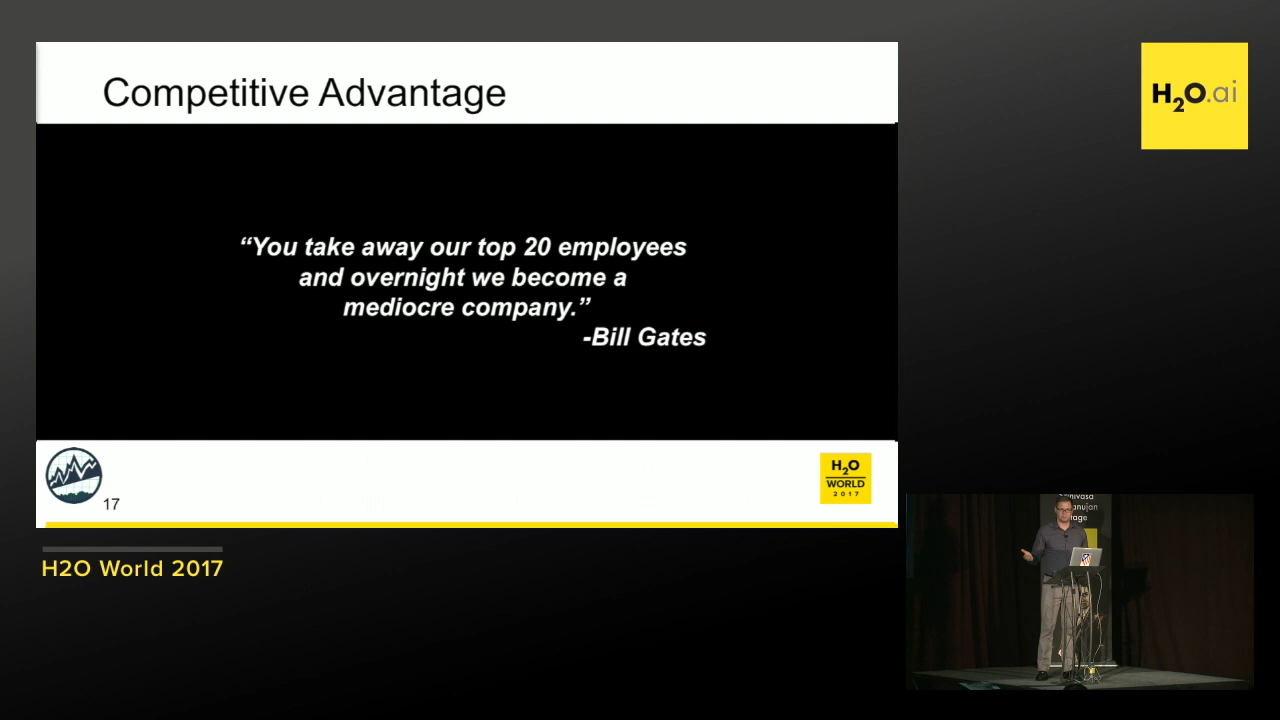 Competitive Advantage
“You take away our top 20 employees
and overnight we become a
mediocre company.”
-Bill Gates
17
H2O
WORLD
2017
H2O World 2017
H2O.ai